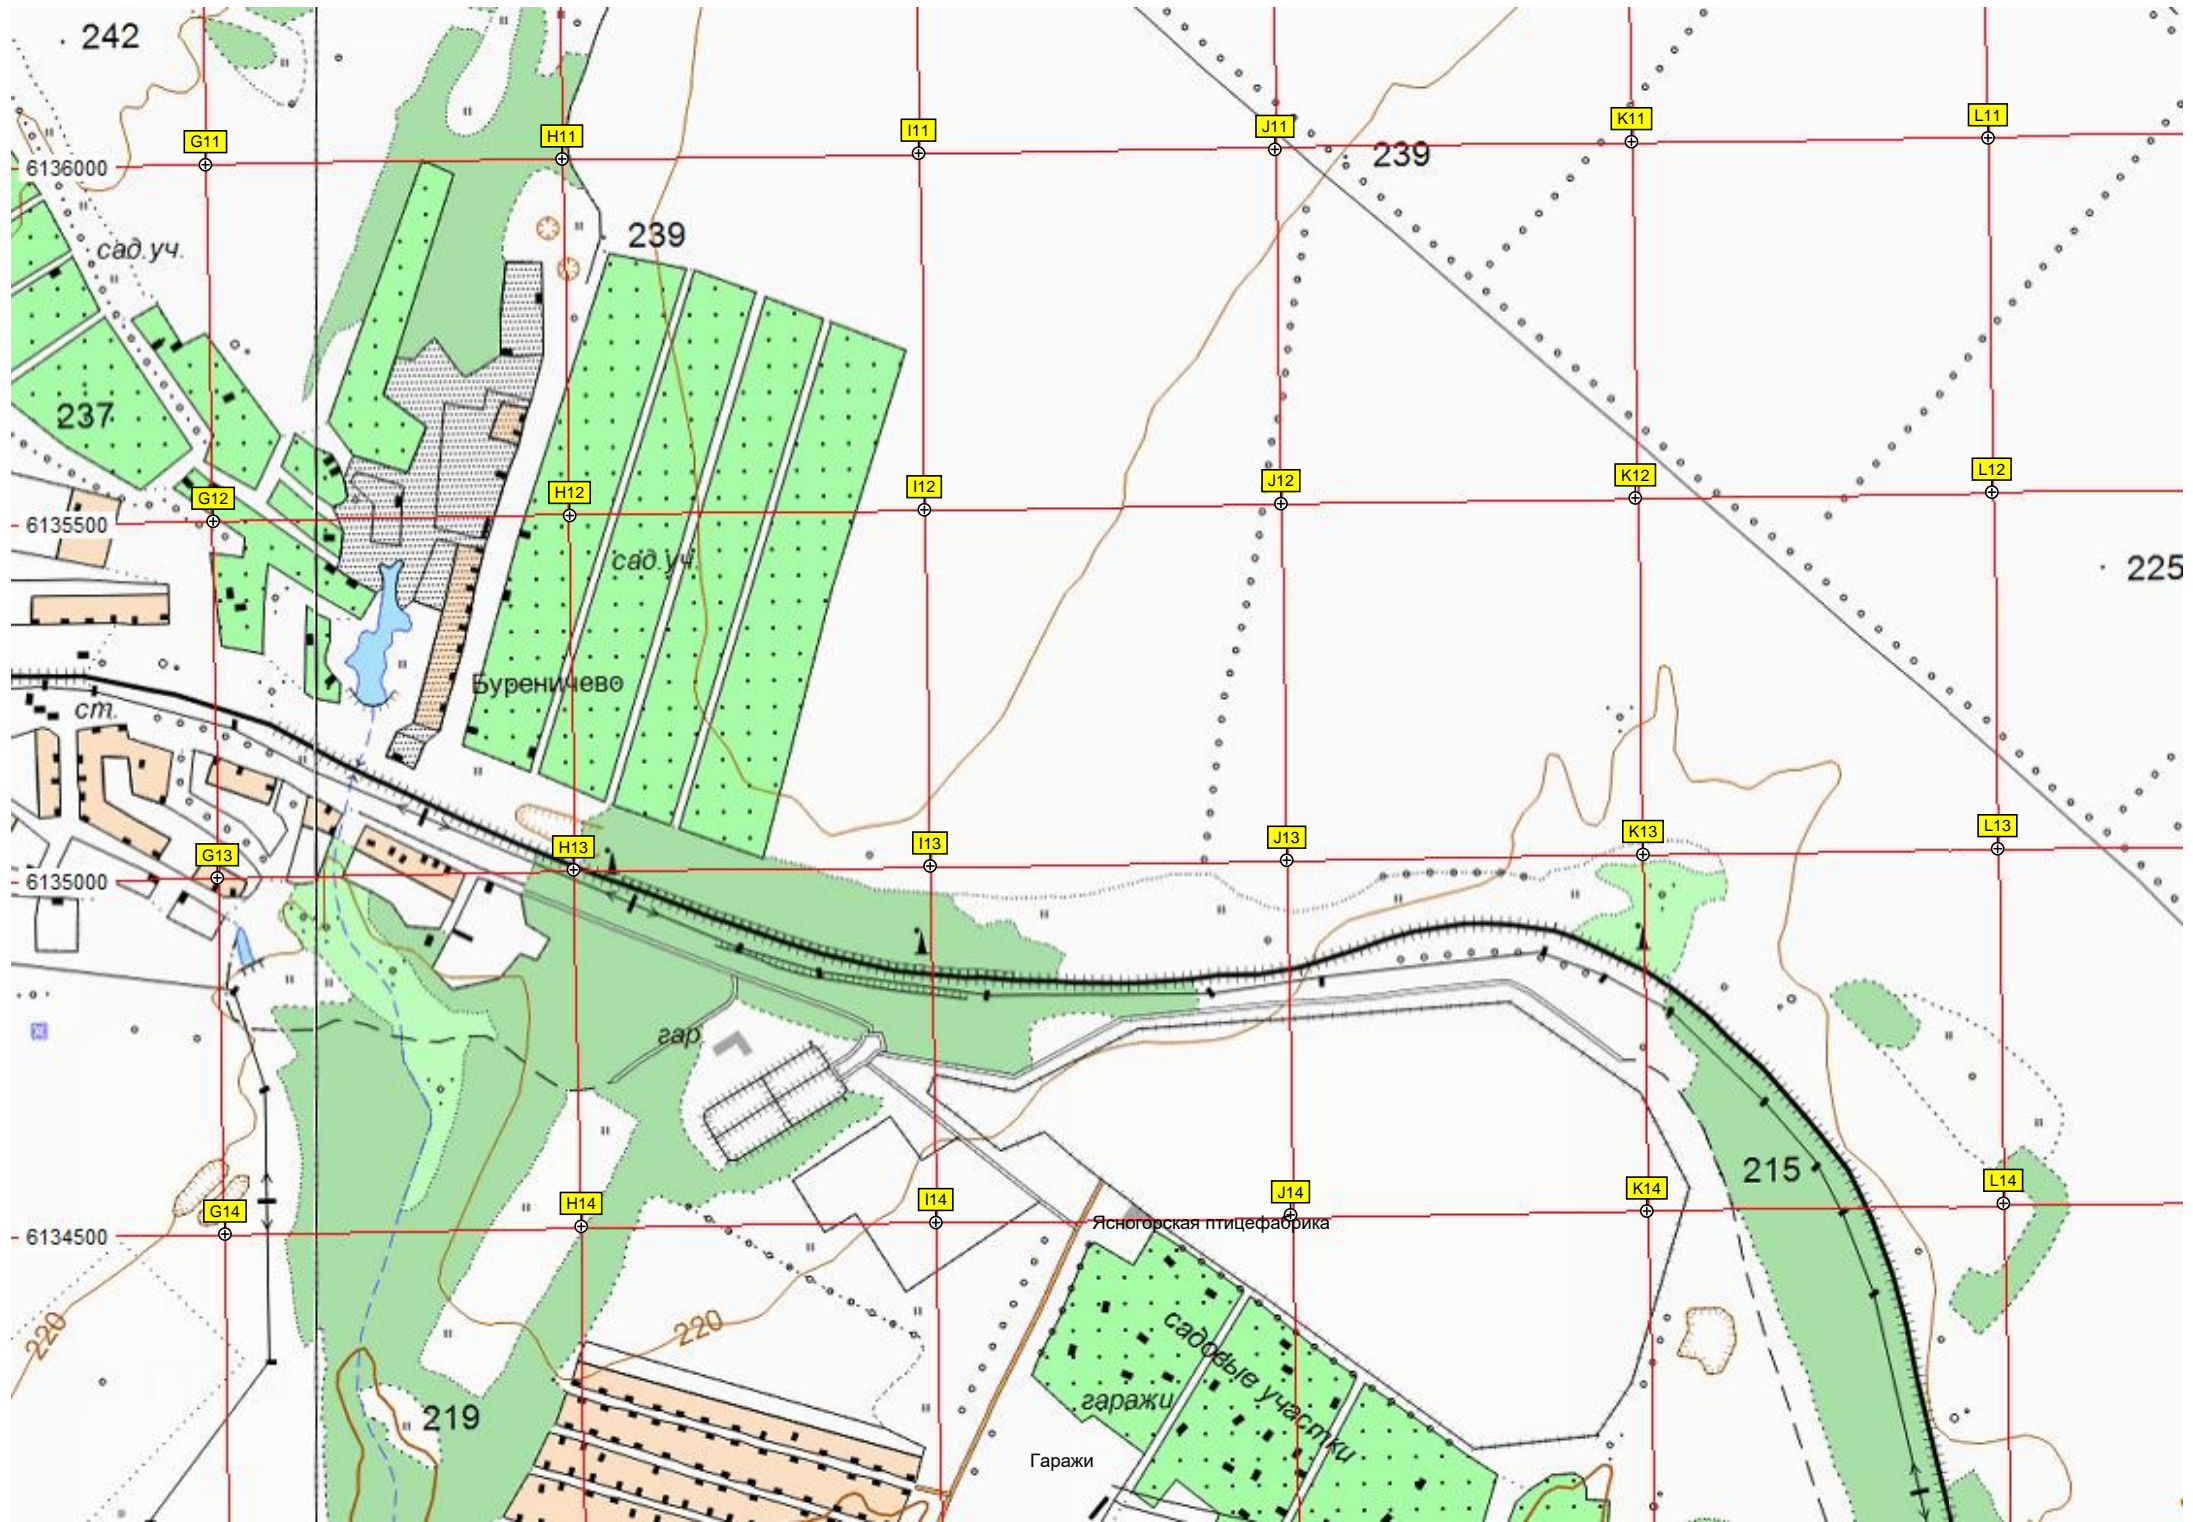 242
G11
H11
I11
J11
K11
L11
6136000
239
сад.уч.
239
237
G12
H12
I12
J12
K12
L12
6135500
сад.уч.
225
Буреничево
ст.
G13
H13
I13
J13
K13
L13
6135000
гар.
215
G14
H14
I14
J14
K14
L14
6134500
Ясногорская птицефабрика
220
220
садовые участки
гаражи
219
Гаражи